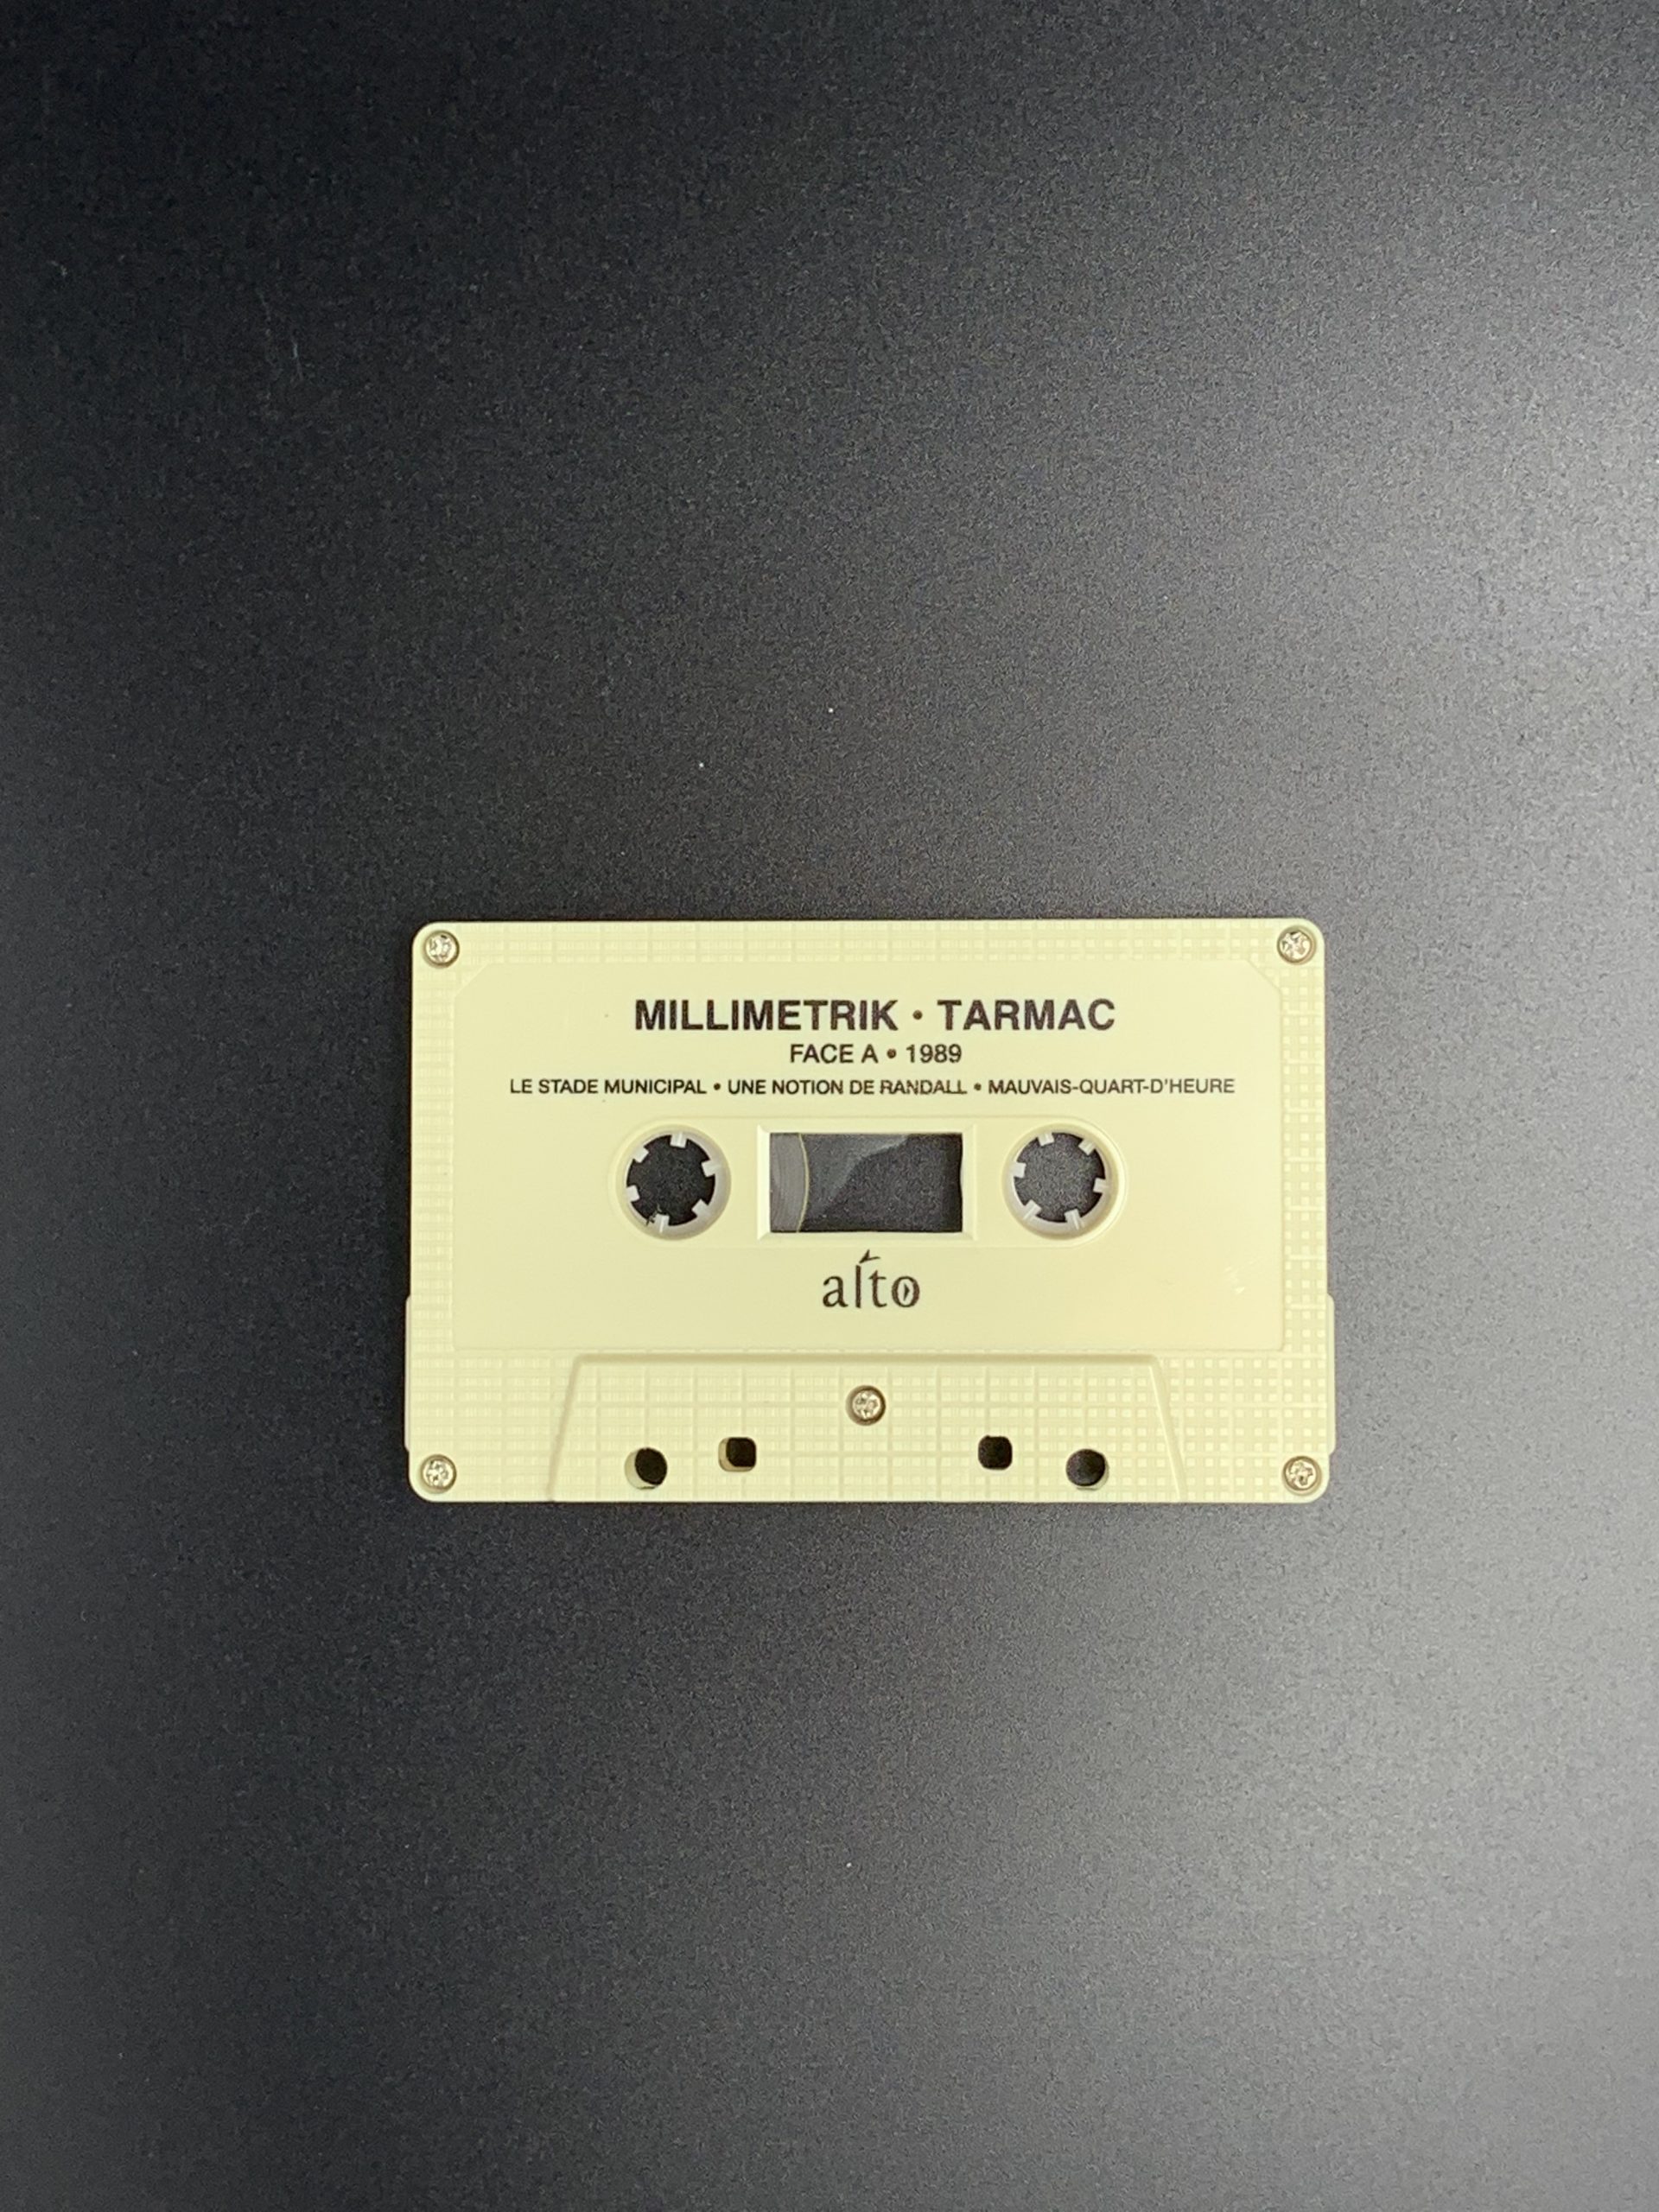 MILLIMETRIK • TARMAC
FACE A • 1989
LE STADE MUNICIPAL • UNE NOTION DE RANDALL • MAUVAIS-QUART-D'HEURE
alto